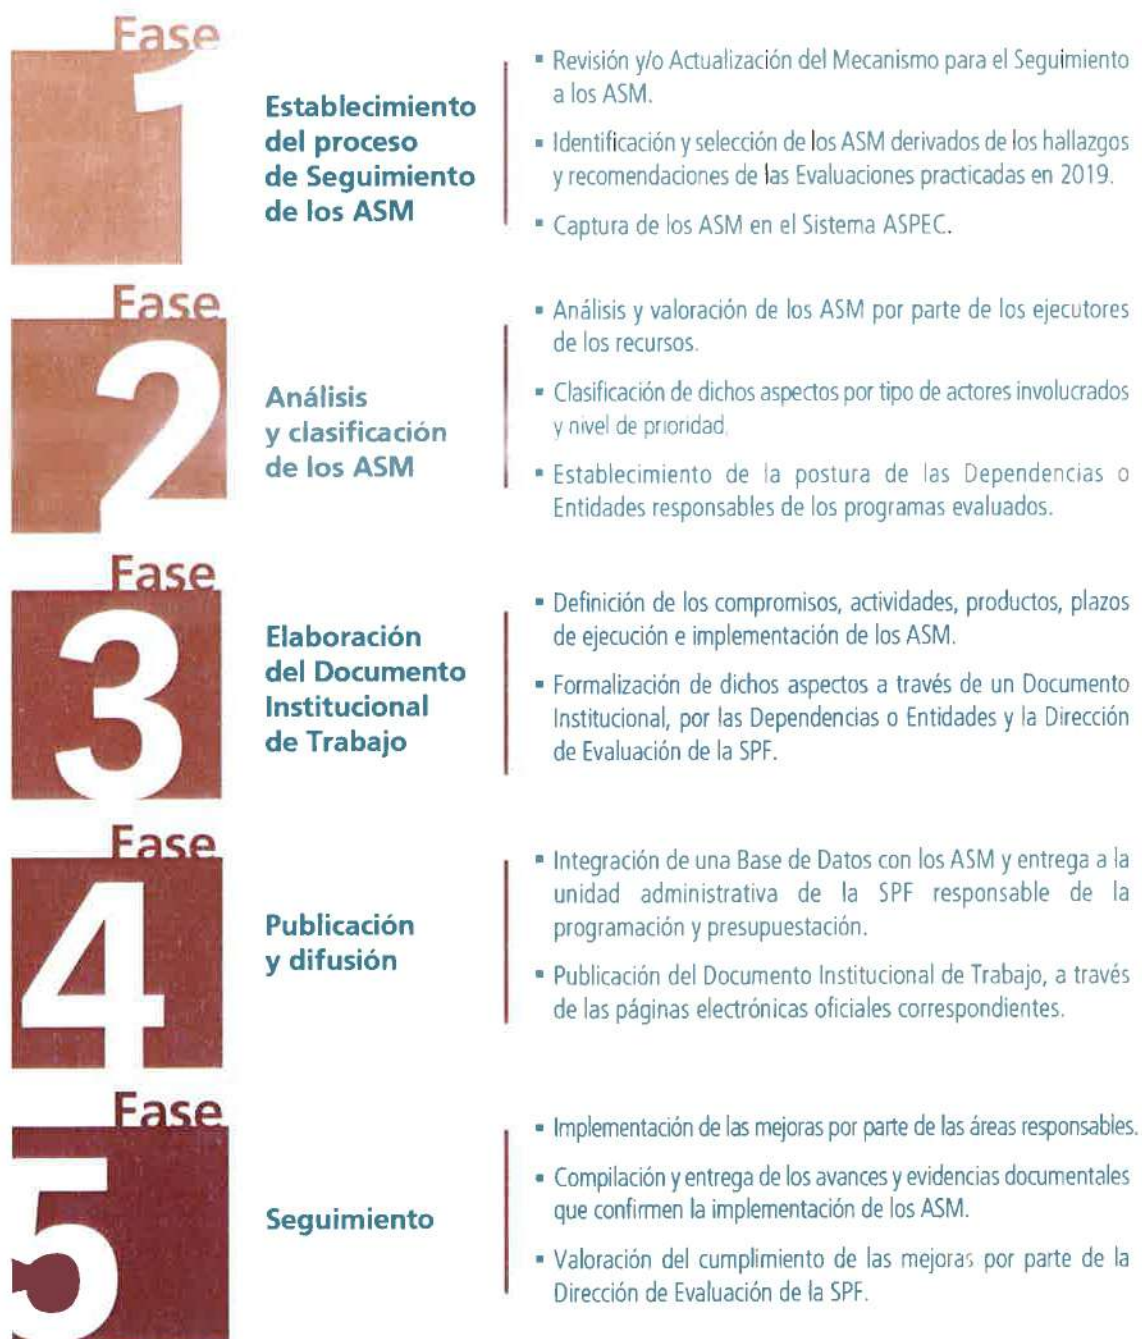 Fase
1
Establecimiento
del proceso
de Seguimiento
de los ASM
▪ Revisión y/o Actualización del Mecanismo para el Seguimiento
a los ASM.
▪ Identificación y selección de los ASM derivados de los hallazgos
y recomendaciones de las Evaluaciones practicadas en 2019.
▪ Captura de los ASM en el Sistema ASPEC.
Fase
2
Análisis
y clasificación
de los ASM
▪ Análisis y valoración de los ASM por parte de los ejecutores
de los recursos.
▪ Clasificación de dichos aspectos por tipo de actores involucrados
y nivel de prioridad.
▪ Establecimiento de la postura de las Dependencias o
Entidades responsables de los programas evaluados.
Fase
3
Elaboración
del Documento
Institucional
de Trabajo
▪ Definición de los compromisos, actividades, productos, plazos
de ejecución e implementación de los ASM.
▪ Formalización de dichos aspectos a través de un Documento
Institucional, por las Dependencias o Entidades y la Dirección
de Evaluación de la SPF.
Fase
4
Publicación
y difusión
▪ Integración de una Base de Datos con los ASM y entrega a la
unidad administrativa de la SPF responsable de la
programación y presupuestación.
▪ Publicación del Documento Institucional de Trabajo, a través
de las páginas electrónicas oficiales correspondientes.
Fase
5
Seguimiento
▪ Implementación de las mejoras por parte de las áreas responsables.
▪ Compilación y entrega de los avances y evidencias documentales
que confirmen la implementación de los ASM.
▪ Valoración del cumplimiento de las mejoras por parte de la
Dirección de Evaluación de la SPF.